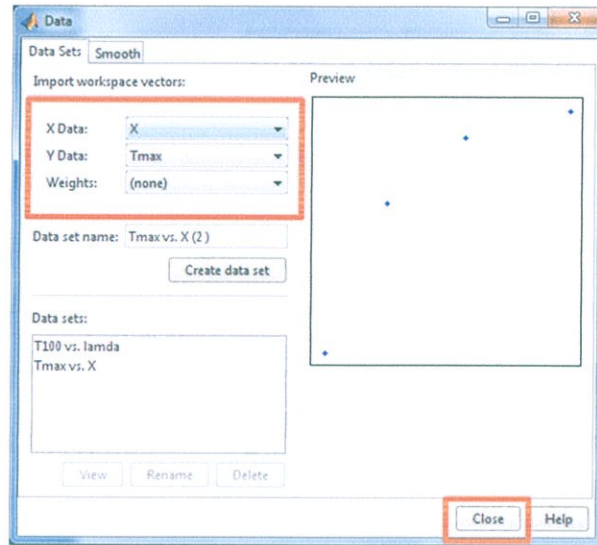 Data
Data Sets Smooth
Import workspace vectors:
Preview
X Data: X
Y Data: Tmax
Weights: (none)
Data set name: Tmax vs. X (2 )
Create data set
Data sets:
T100 vs. lamda
Tmax vs. X
View Rename Delete
Close Help